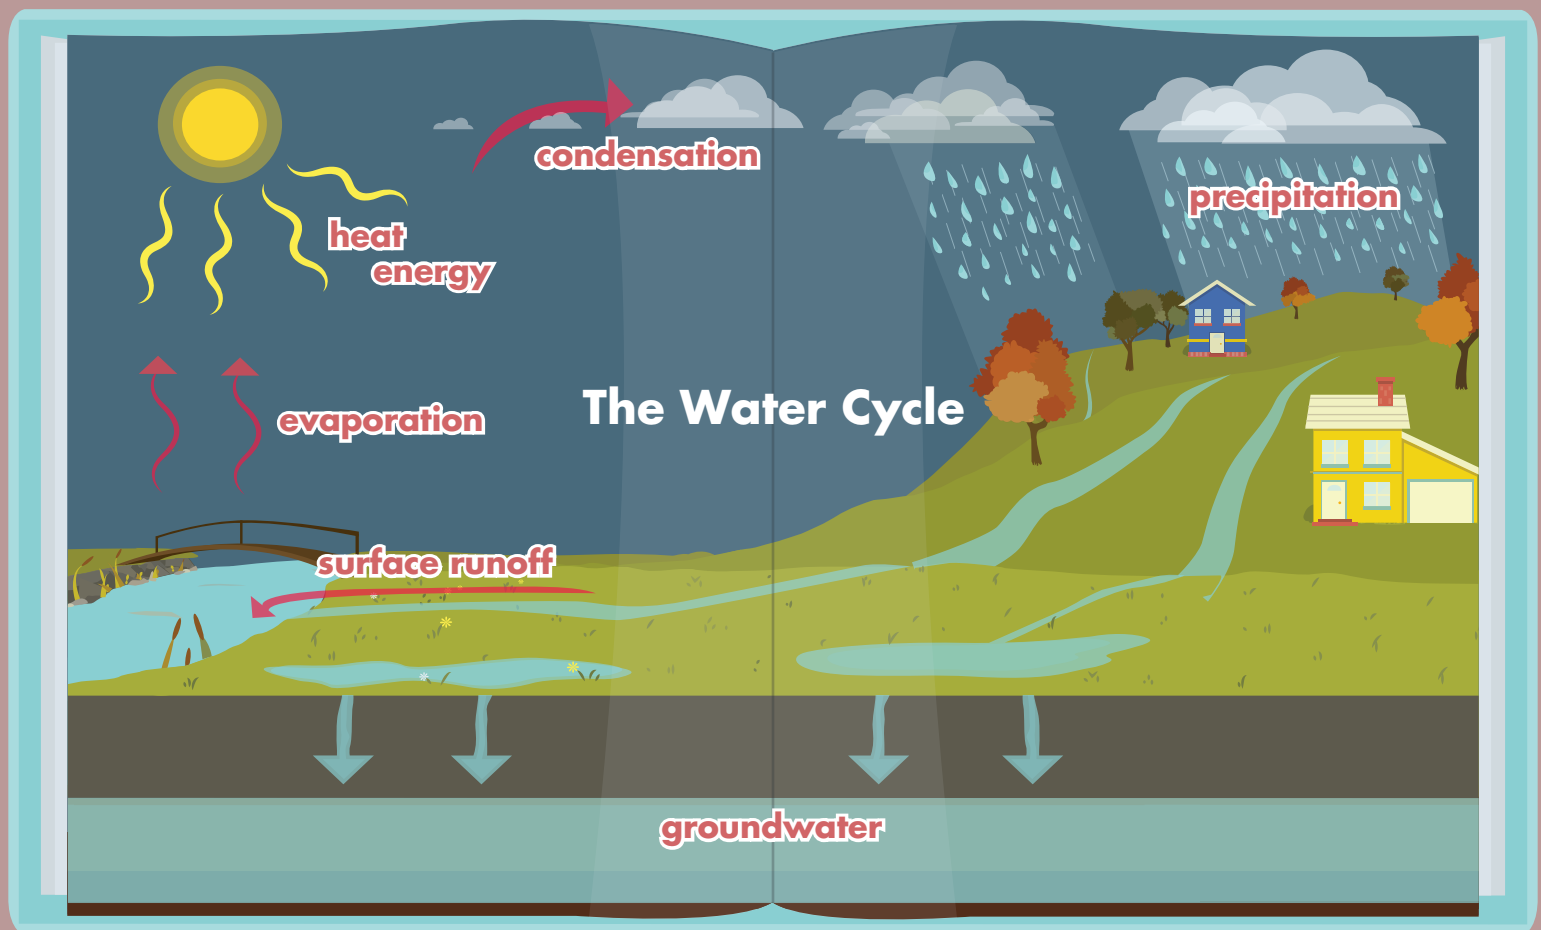 condensation
precipitation
heat
energy
The Water Cycle
evaporation
surface runoff
groundwater